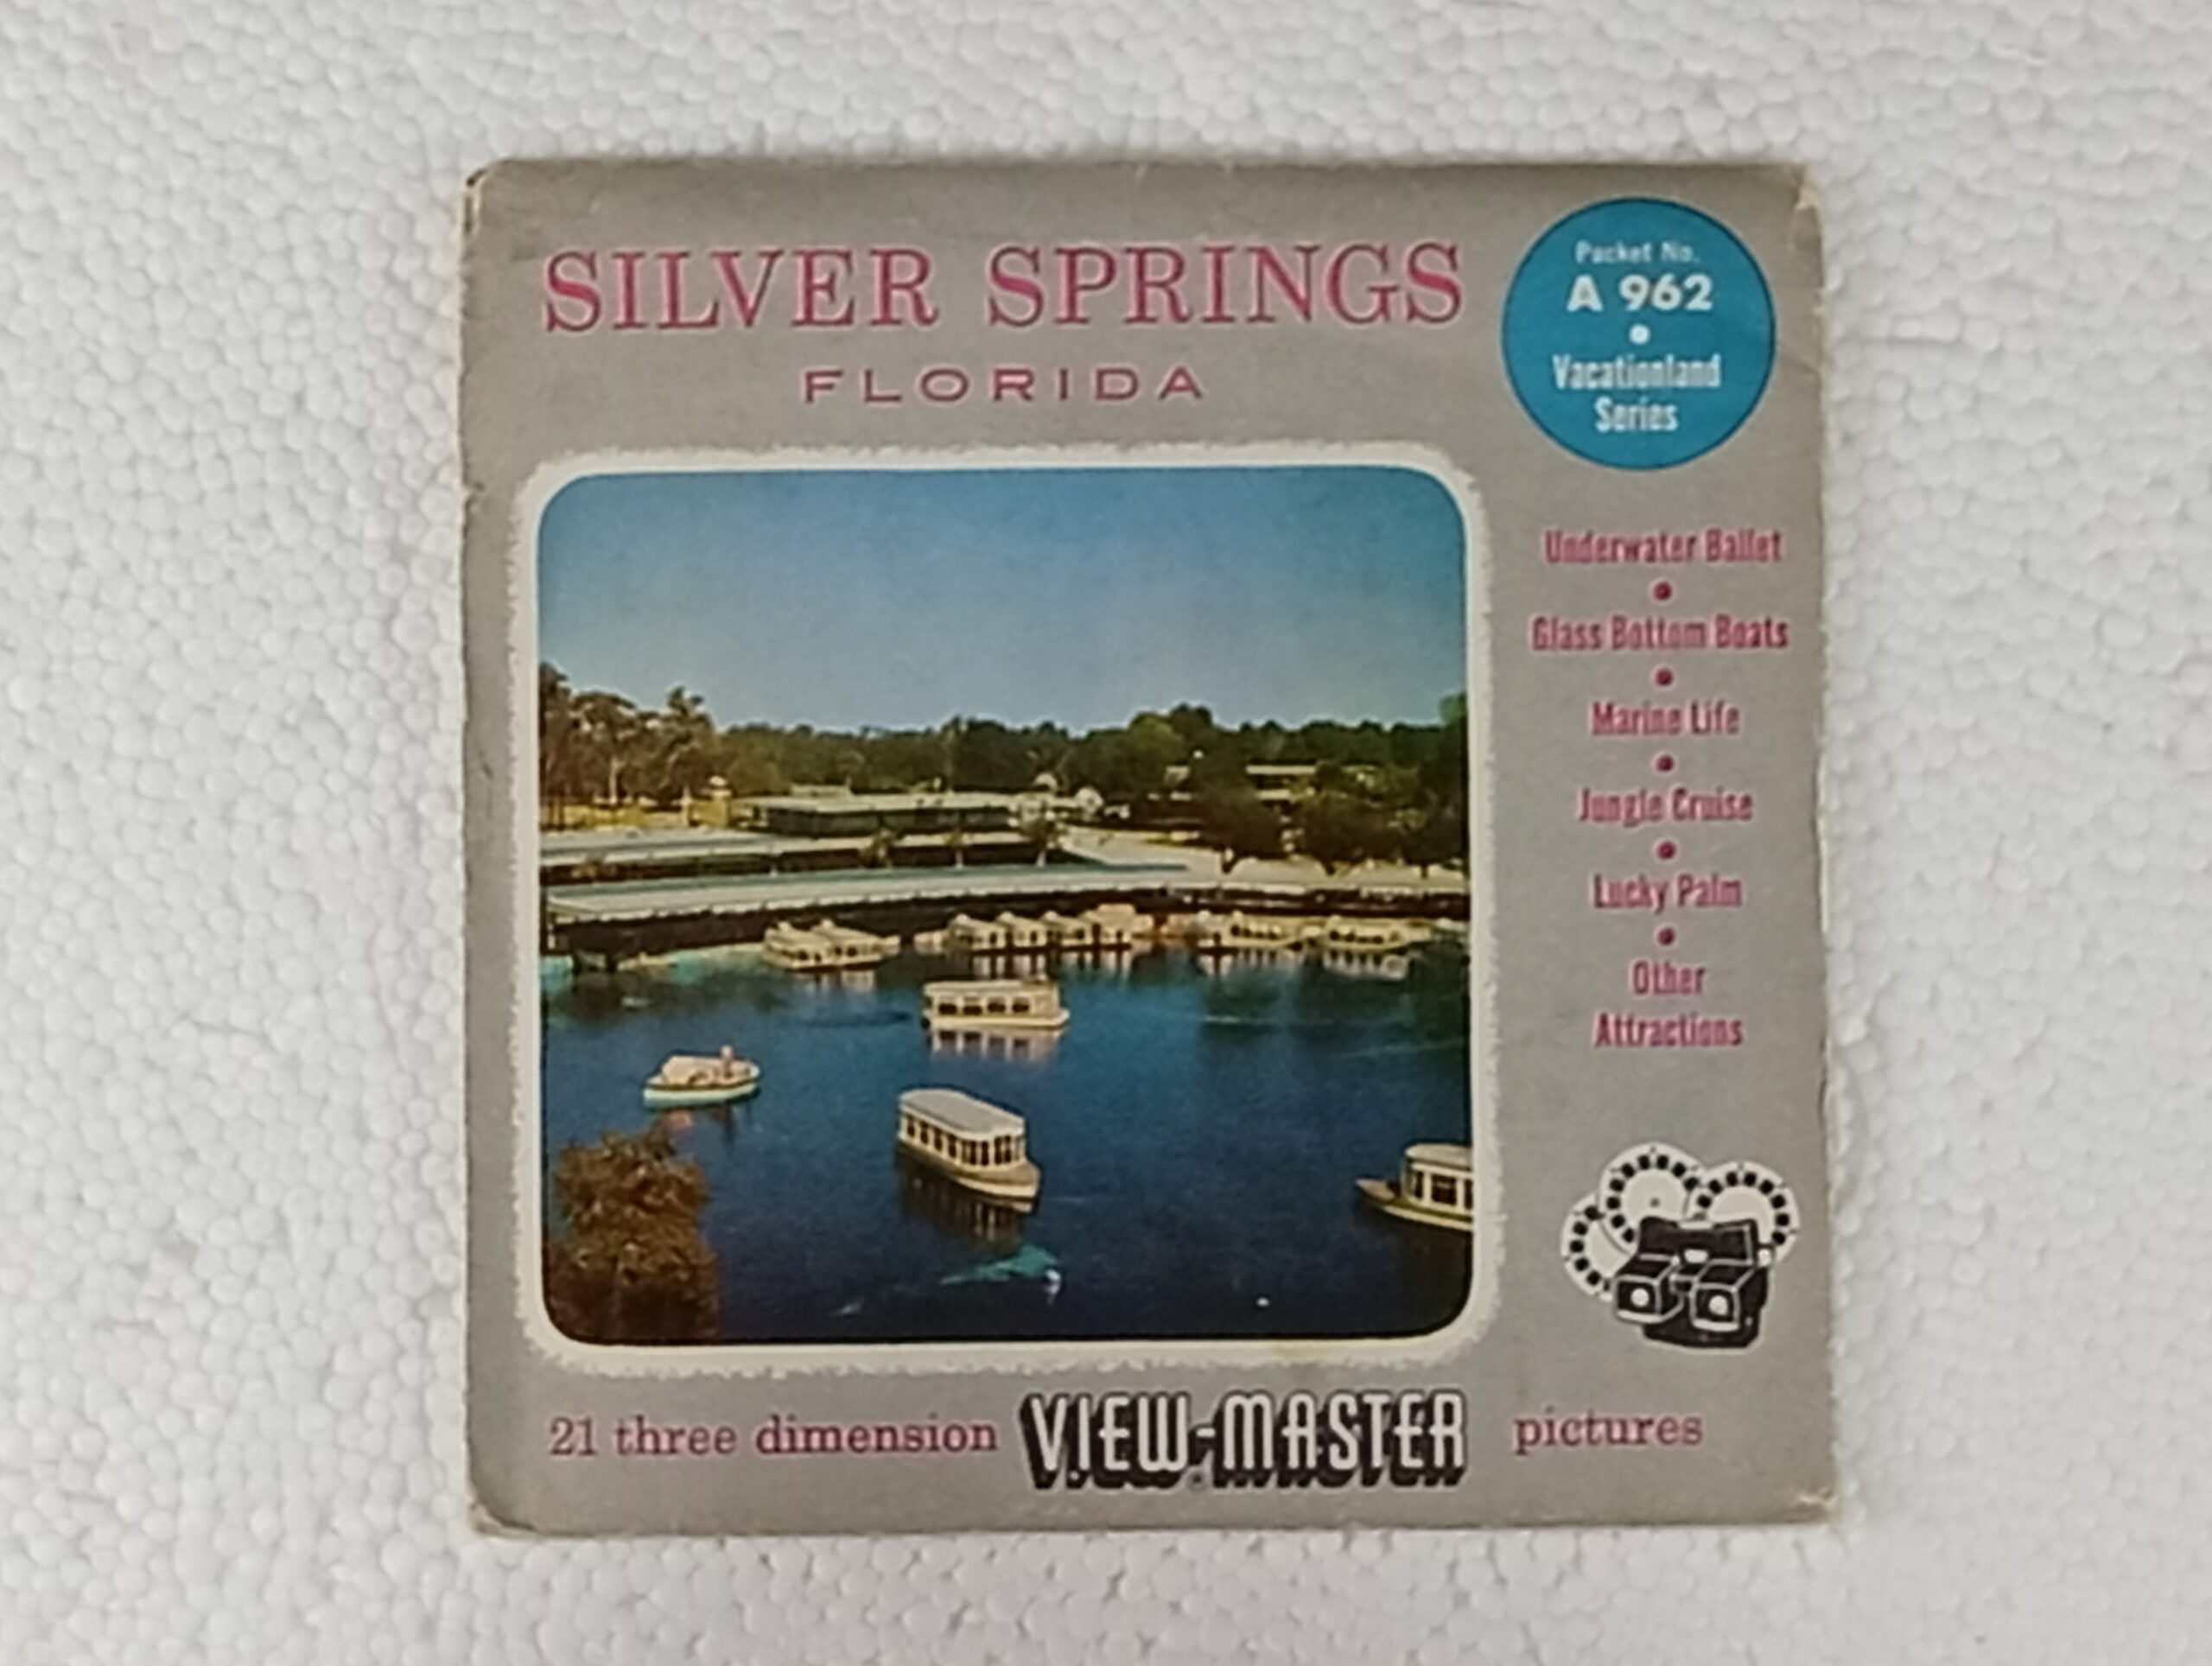 SILVER SPRINGS
FLORIDA
Packet No.
A 962
•
Vacationland
Series
Underwater Ballet
•
Glass Bottom Boats
•
Marine Life
•
Jungle Cruise
•
Lucky Palm
•
Other
Attractions
21 three dimension VIEW-MASTER pictures